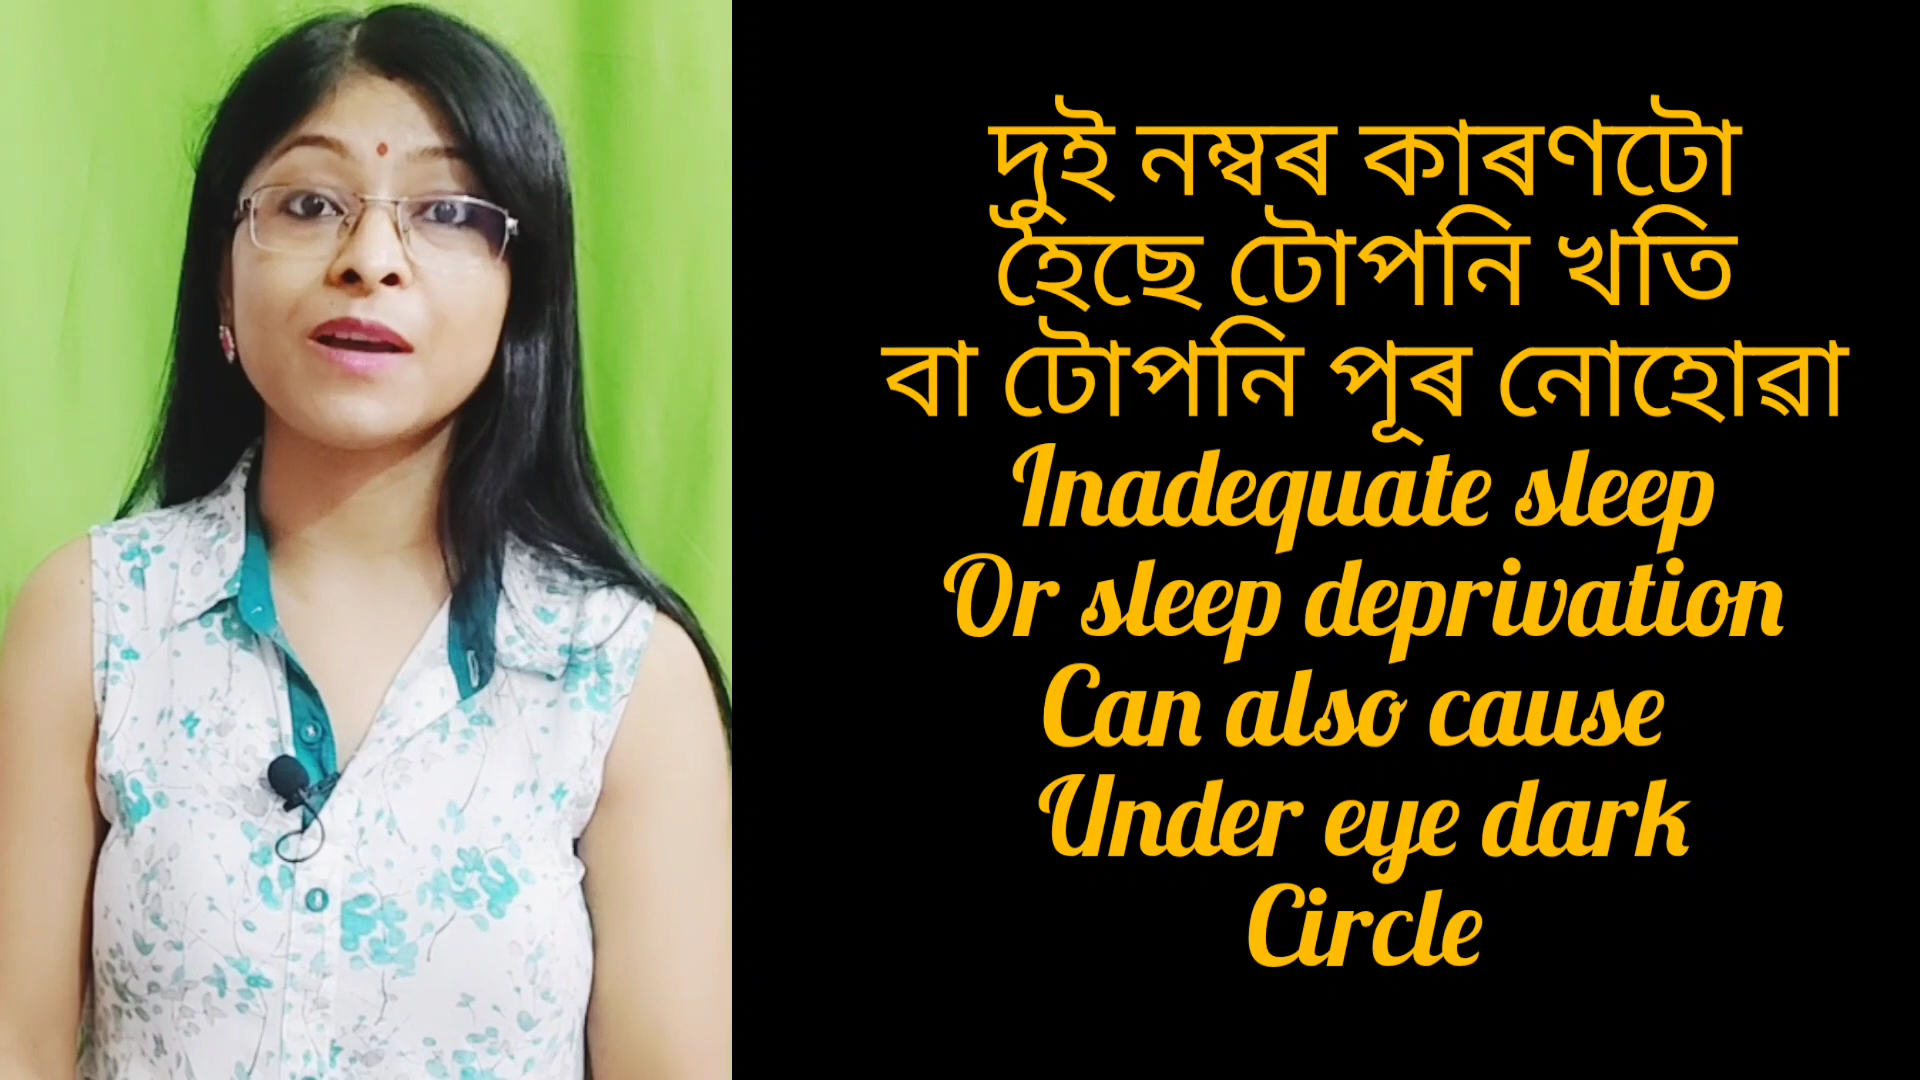 দুই নম্বৰ কাৰণটো
হৈছে টোপনি খতি
বা টোপনি পূৰ নোহোৱা
Inadequate sleep
Or sleep deprivation
Can also cause
Under eye dark
Circle